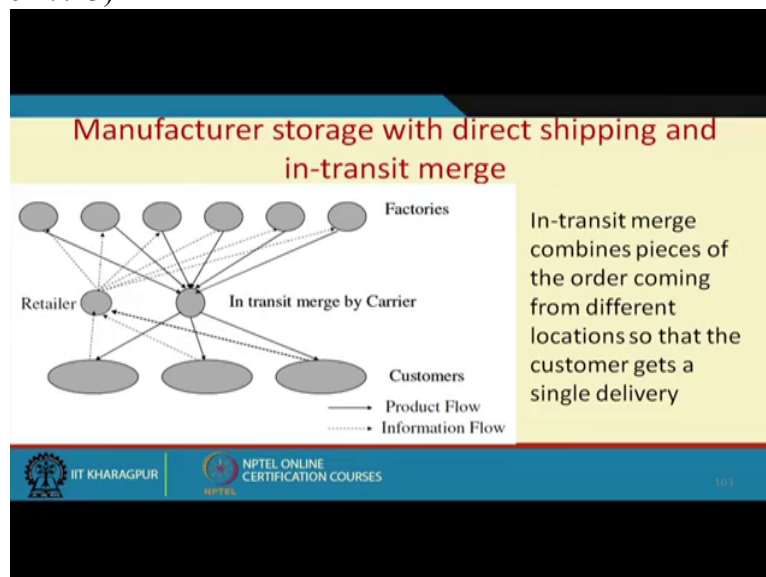 Manufacturer storage with direct shipping and
in-transit merge
Factories
Retailer
In transit merge by Carrier
Customers
Product Flow
Information Flow
In-transit merge
combines pieces of
the order coming
from different
locations so that the
customer gets a
single delivery
IIT KHARAGPUR
NPTEL
NPTEL ONLINE
CERTIFICATION COURSES
103